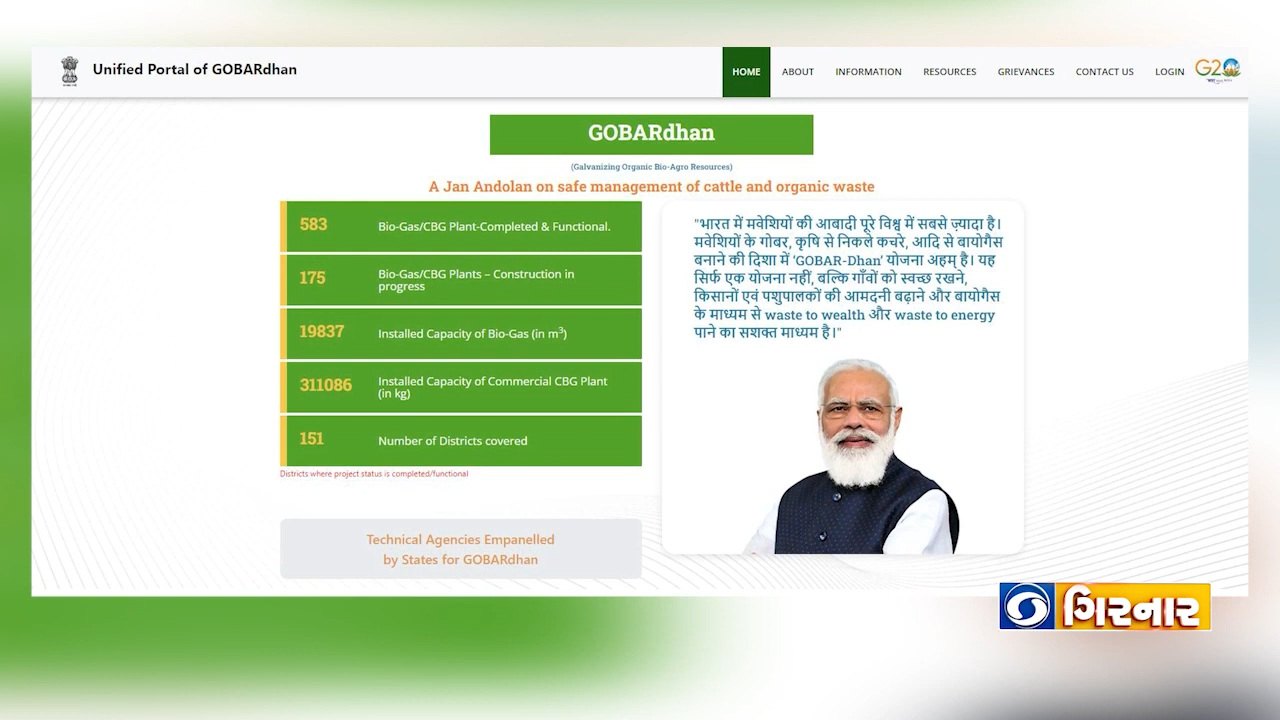 Unified Portal of GOBARdhan
HOME ABOUT INFORMATION RESOURCES GRIEVANCES CONTACT US LOGIN G20
GOBARdhan
(Galvanizing Organic Bio-Agro Resources)
A Jan Andolan on safe management of cattle and organic waste
583 Bio-Gas/CBG Plant-Completed & Functional.
175 Bio-Gas/CBG Plants – Construction in
progress
19837 Installed Capacity of Bio-Gas (in m³)
311086 Installed Capacity of Commercial CBG Plant
(in kg)
151 Number of Districts covered
Districts where project status is completed/functional
Technical Agencies Empanelled
by States for GOBARdhan
"भारत में मवेशियों की आबादी पूरे विश्व में सबसे ज़्यादा है।
मवेशियों के गोबर, कृषि से निकले कचरे, आदि से बायोगैस
बनाने की दिशा में 'GOBAR-Dhan' योजना अहम् है। यह
सिर्फ एक योजना नहीं, बल्कि गाँवों को स्वच्छ रखने,
किसानों एवं पशुपालकों की आमदनी बढ़ाने और बायोगैस
के माध्यम से waste to wealth और waste to energy
पाने का सशक्त माध्यम है।"
ગિરનાર